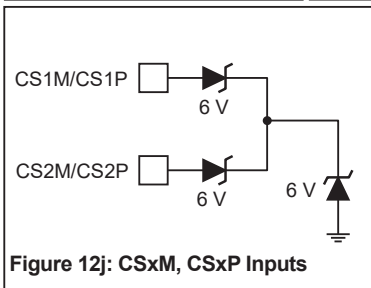 CS1M/CS1P
6 V
CS2M/CS2P
6 V
6 V
Figure 12j: CSxM, CSxP Inputs